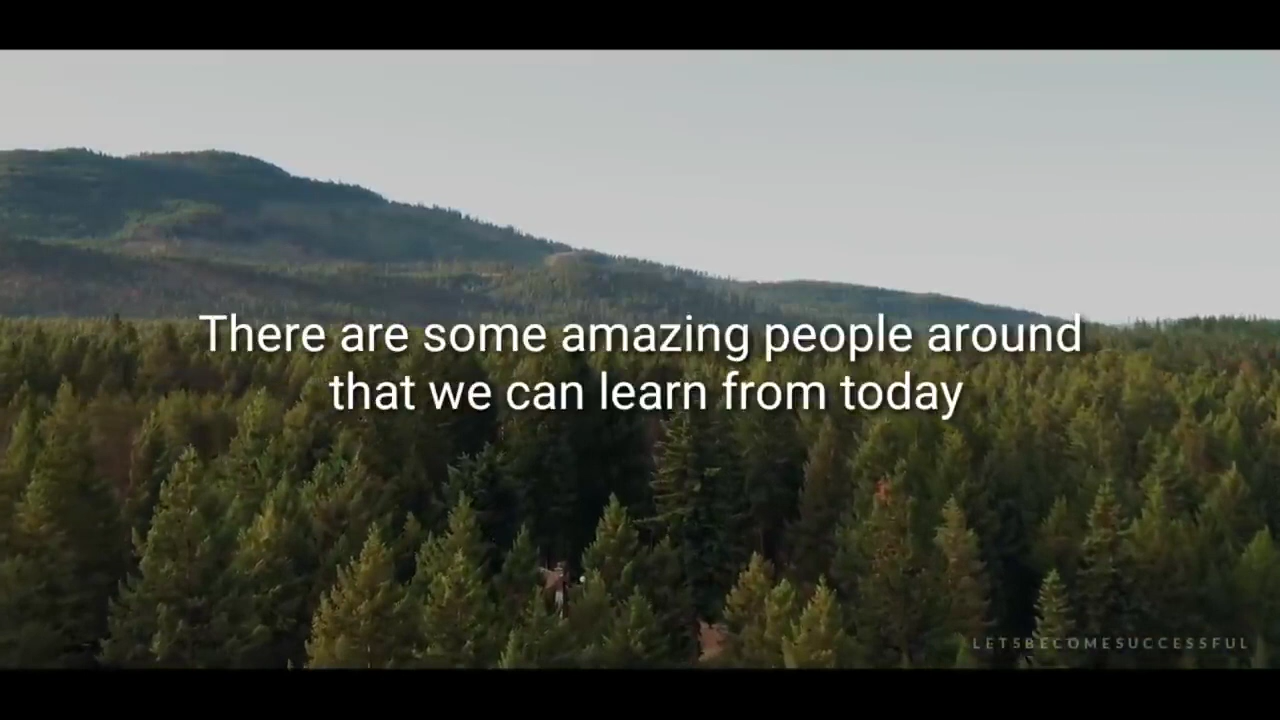 There are some amazing people around
that we can learn from today
LETSBECOMESUCCESSFUL